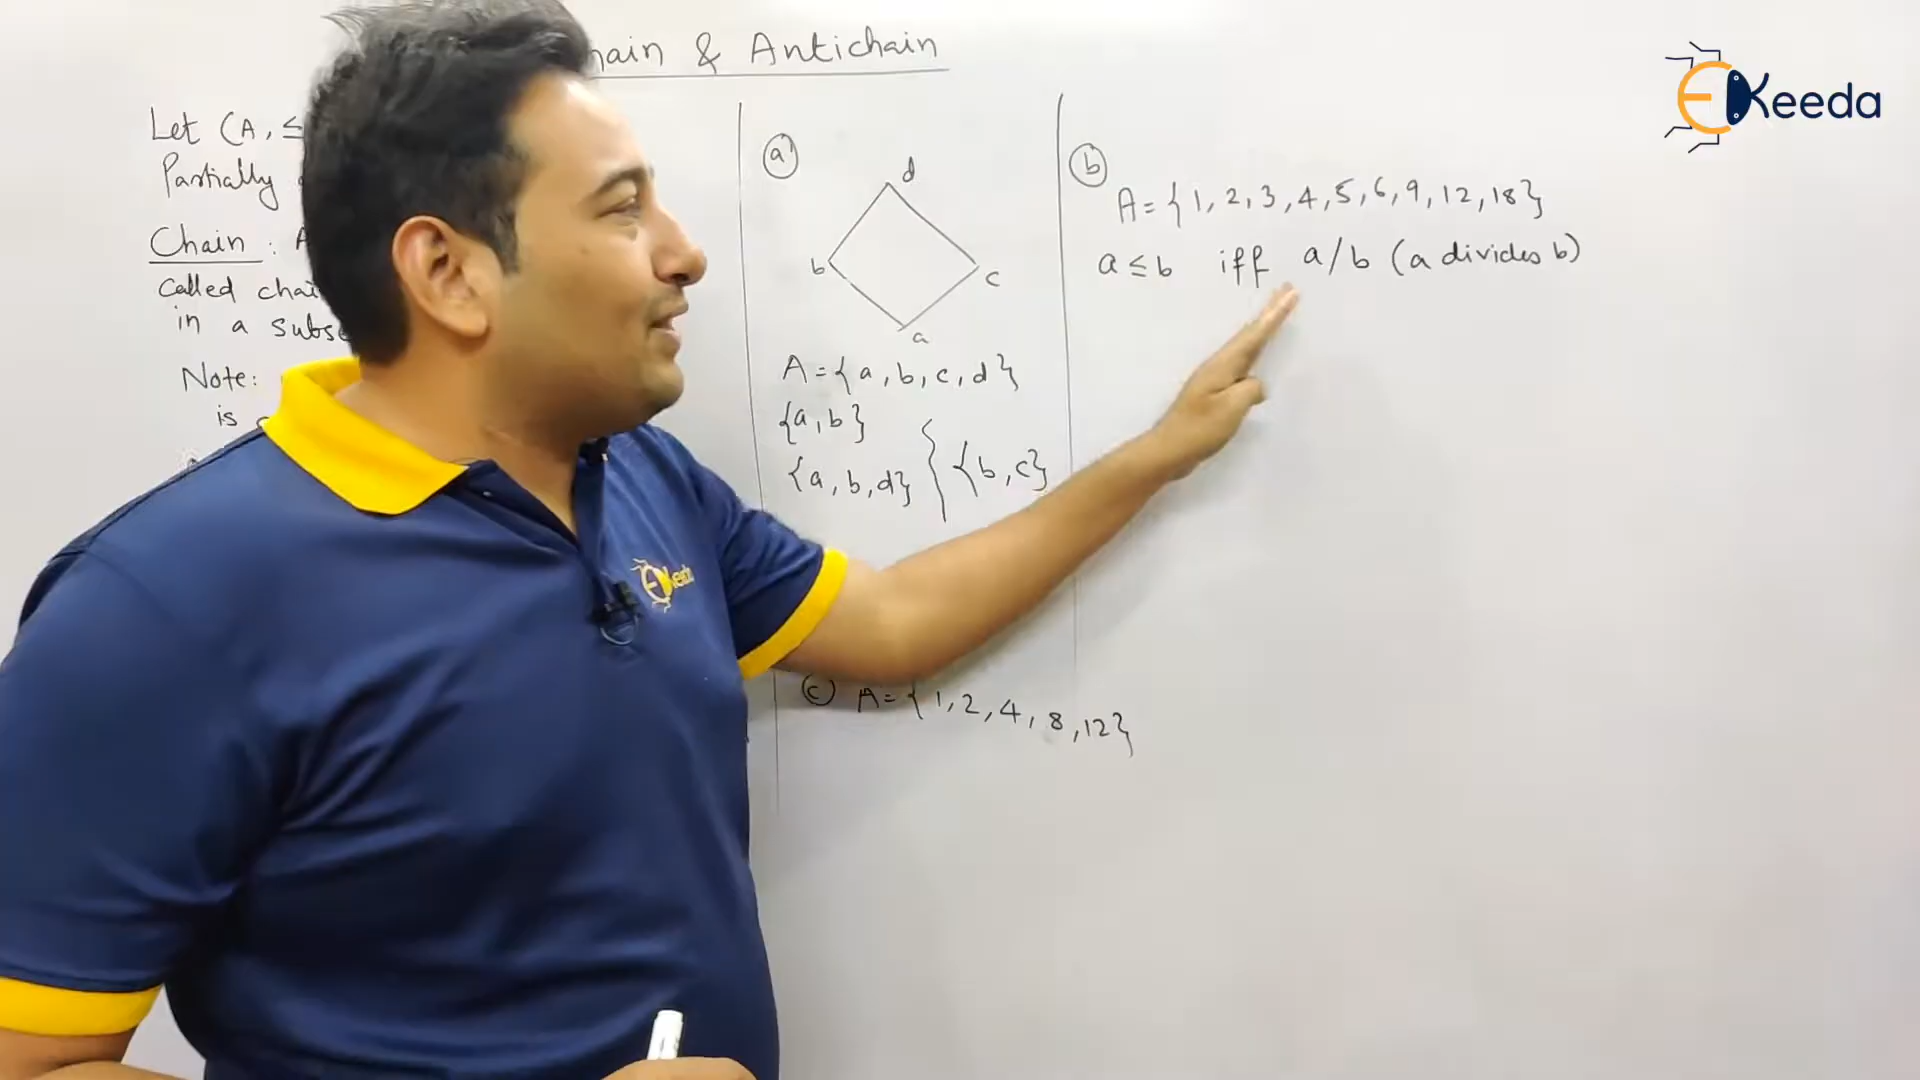 hain & Antichain
Let (A, ≤
Partially
Chain : A
called chai
in a subse
Note:
is
(a)
d
b
c
a
A = {a, b, c, d}
{a, b}
{a, b, d} { {b, c}
(b)
A = {1, 2, 3, 4, 5, 6, 9, 12, 18}
a ≤ b iff a/b (a divides b)
(c) A = {1, 2, 4, 8, 12}
EKeeda
EKeeda